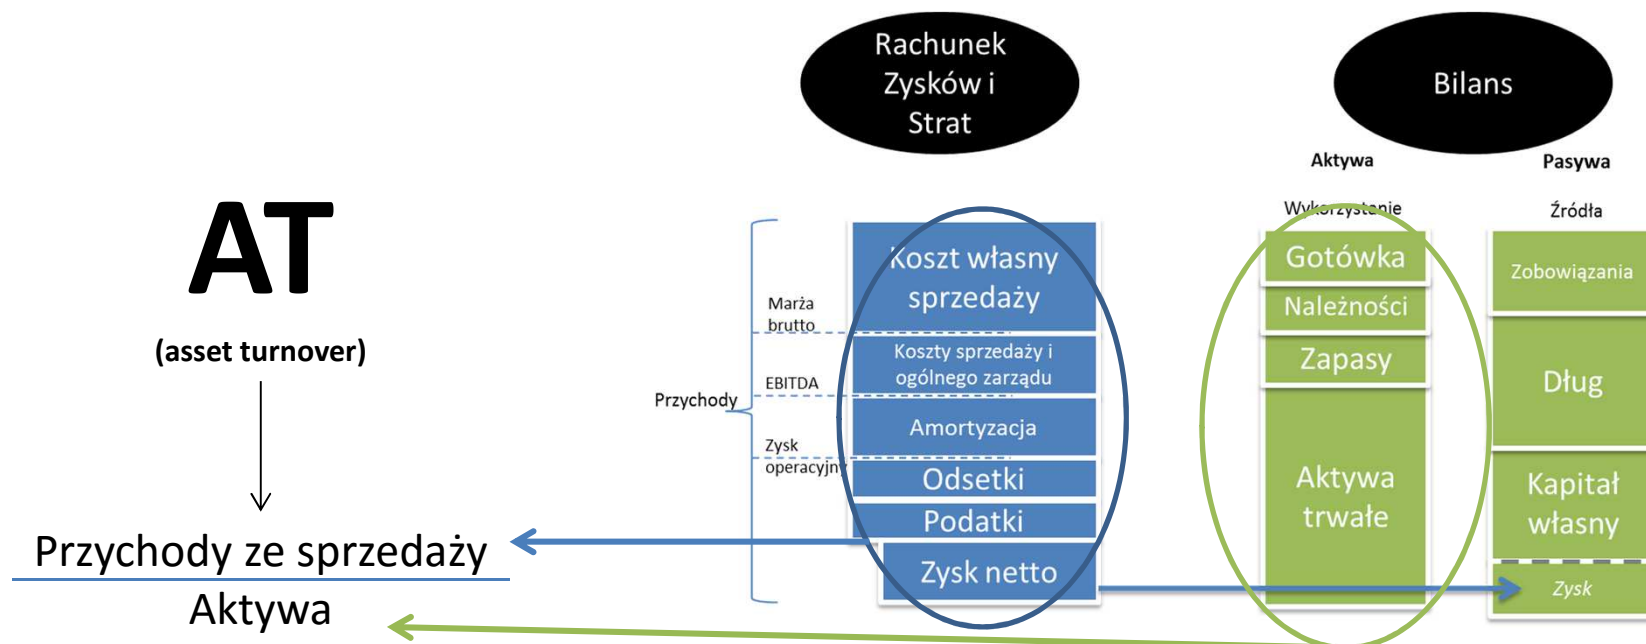 Rachunek
Zysków i
Strat
Bilans
Aktywa
Pasywa
Wykorzystanie
Źródła
AT
(asset turnover)
Przychody ze sprzedaży
Aktywa
Przychody
Marża
brutto
EBITDA
Zysk
operacyjny
Koszt własny
sprzedaży
Koszty sprzedaży i
ogólnego zarządu
Amortyzacja
Odsetki
Podatki
Zysk netto
Gotówka
Należności
Zapasy
Aktywa
trwałe
Zobowiązania
Dług
Kapitał
własny
Zysk